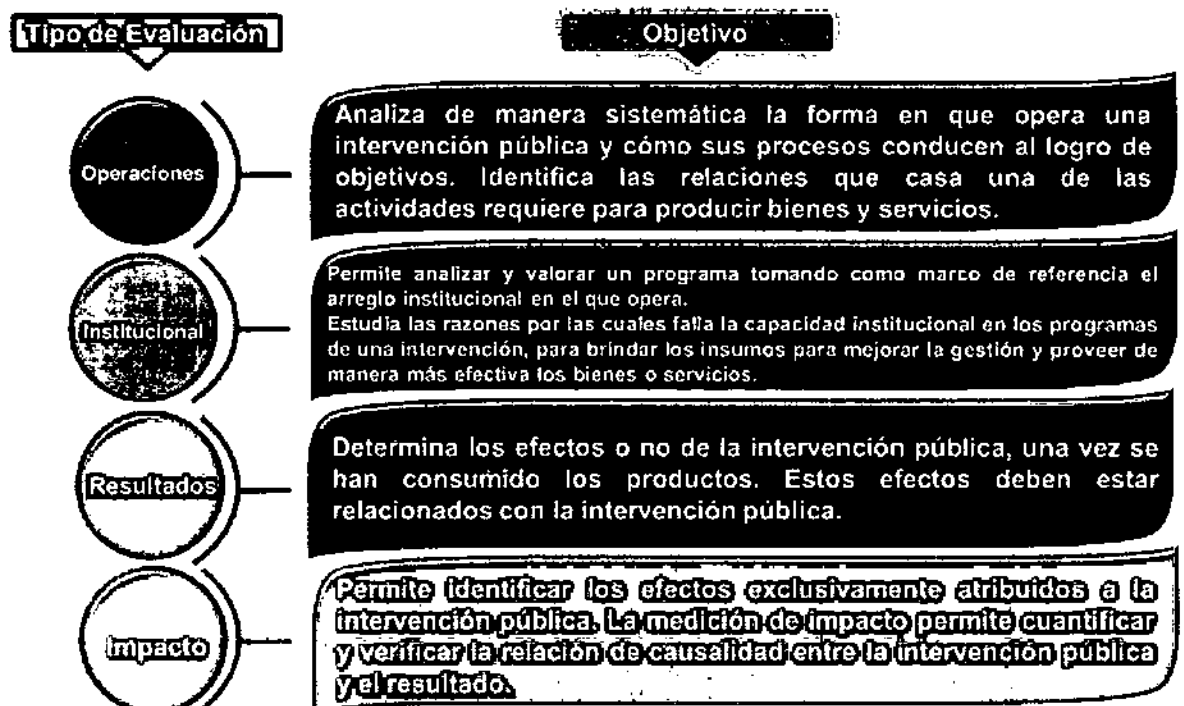 Tipo de Evaluación
Objetivo
Operaciones
Analiza de manera sistemática la forma en que opera una
intervención pública y cómo sus procesos conducen al logro de
objetivos. Identifica las relaciones que casa una de las
actividades requiere para producir bienes y servicios.
Institucional
Permite analizar y valorar un programa tomando como marco de referencia el
arreglo institucional en el que opera.
Estudia las razones por las cuales falla la capacidad institucional en los programas
de una intervención, para brindar los insumos para mejorar la gestión y proveer de
manera más efectiva los bienes o servicios.
Resultados
Determina los efectos o no de la intervención pública, una vez se
han consumido los productos. Estos efectos deben estar
relacionados con la intervención pública.
Impacto
Permite identificar los efectos exclusivamente atribuidos a la
intervención pública. La medición de impacto permite cuantificar
y verificar la relación de causalidad entre la intervención pública
y el resultado.